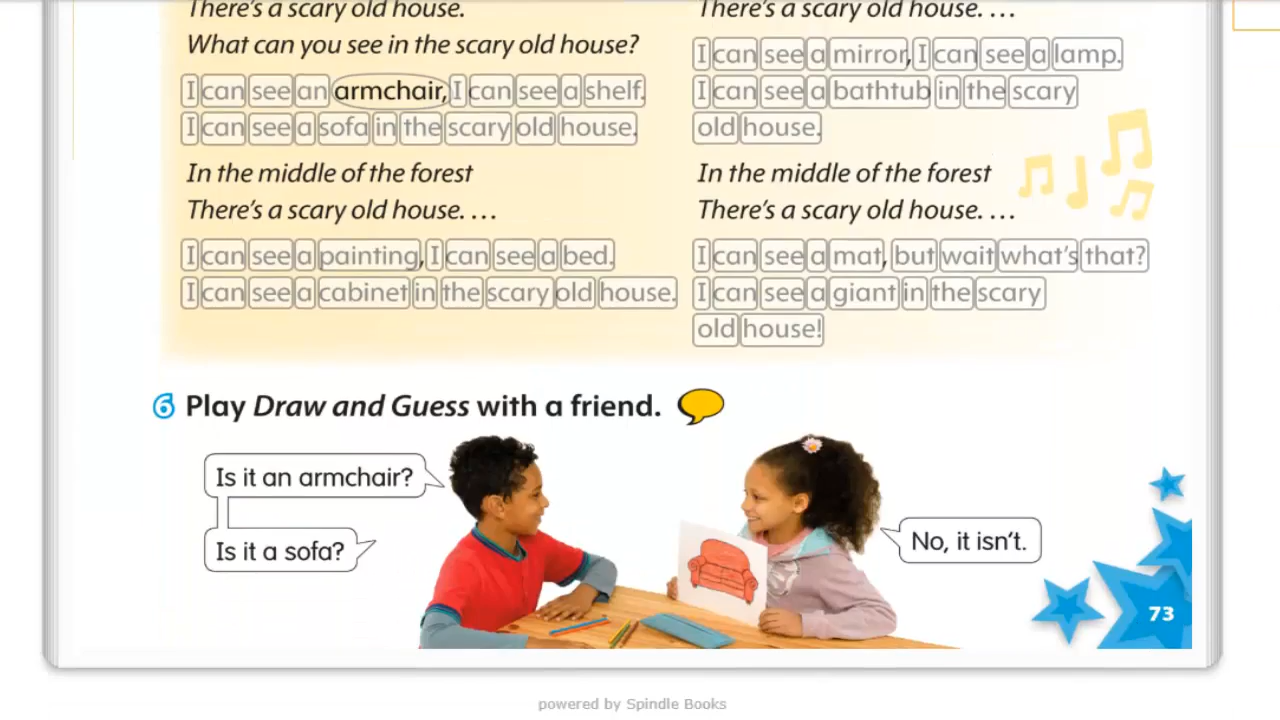 There's a scary old house.
What can you see in the scary old house?
I can see an armchair, I can see a shelf.
I can see a sofa in the scary old house.
In the middle of the forest
There's a scary old house. ...
I can see a painting, I can see a bed.
I can see a cabinet in the scary old house.
There's a scary old house. ...
I can see a mirror, I can see a lamp.
I can see a bathtub in the scary
old house.
In the middle of the forest
There's a scary old house. ...
I can see a mat, but wait what's that?
I can see a giant in the scary
old house!
6 Play Draw and Guess with a friend.
Is it an armchair?
Is it a sofa?
No, it isn't.
73
powered by Spindle Books